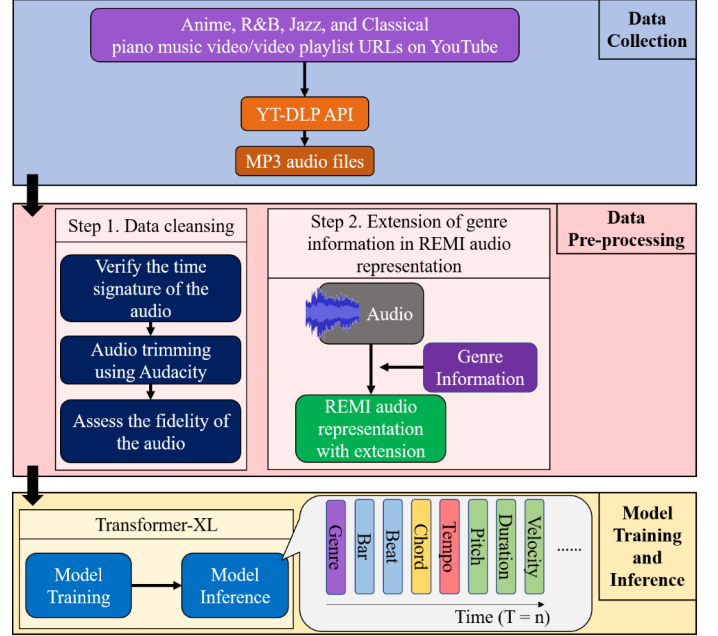 Anime, R&B, Jazz, and Classical
piano music video/video playlist URLs on YouTube
Data
Collection
YT-DLP API
MP3 audio files
Step 1. Data cleansing
Verify the time
signature of the
audio
Audio trimming
using Audacity
Assess the fidelity of
the audio
Step 2. Extension of genre
information in REMI audio
representation
Audio
Genre
Information
REMI audio
representation
with extension
Data
Pre-processing
Transformer-XL
Model
Training
Model
Inference
Genre
Bar
Beat
Chord
Tempo
Pitch
Duration
Velocity
......
Time (T = n)
Model
Training
and
Inference